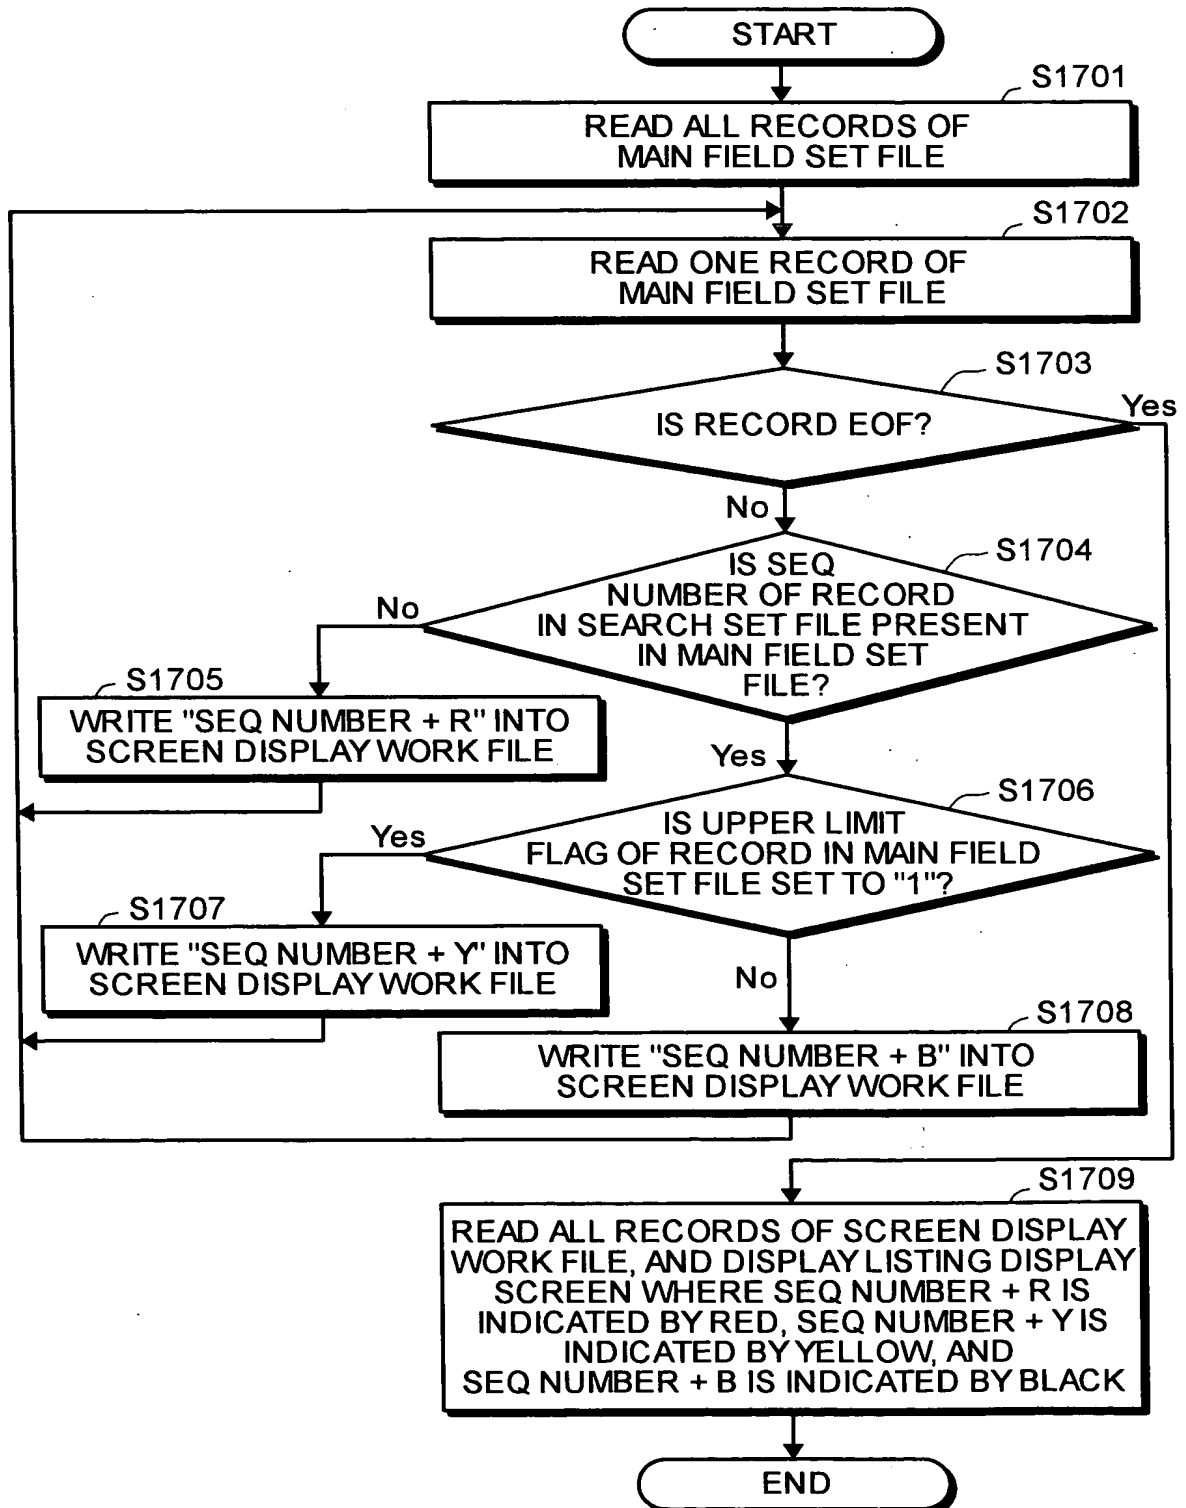 START
S1701
READ ALL RECORDS OF
MAIN FIELD SET FILE
S1702
READ ONE RECORD OF
MAIN FIELD SET FILE
S1703
IS RECORD EOF?
Yes
No
S1704
IS SEQ
NUMBER OF RECORD
IN SEARCH SET FILE PRESENT
IN MAIN FIELD SET
FILE?
No
S1705
WRITE "SEQ NUMBER + R" INTO
SCREEN DISPLAY WORK FILE
Yes
S1706
IS UPPER LIMIT
FLAG OF RECORD IN MAIN FIELD
SET FILE SET TO "1"?
Yes
S1707
WRITE "SEQ NUMBER + Y" INTO
SCREEN DISPLAY WORK FILE
No
S1708
WRITE "SEQ NUMBER + B" INTO
SCREEN DISPLAY WORK FILE
S1709
READ ALL RECORDS OF SCREEN DISPLAY
WORK FILE, AND DISPLAY LISTING DISPLAY
SCREEN WHERE SEQ NUMBER + R IS
INDICATED BY RED, SEQ NUMBER + Y IS
INDICATED BY YELLOW, AND
SEQ NUMBER + B IS INDICATED BY BLACK
END